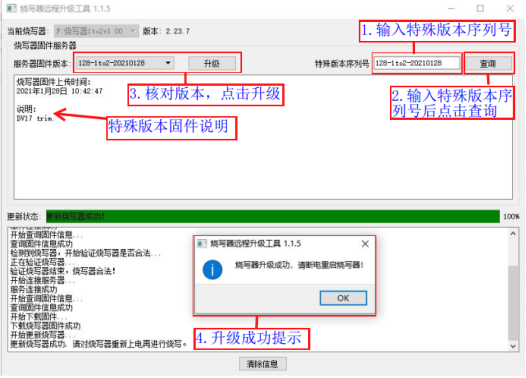 烧写器远程升级工具 1.1.5
当前烧写器: F:烧写器1to2v1.00 版本: 2.23.7
1.输入特殊版本序列号
烧写器固件服务器
服务器固件版本: 128-1to2-20210128 升级 特殊版本序列号 128-1to2-20210128 查询
烧写器固件上传时间:
2021年1月28日 10:42:47
3.核对版本，点击升级
2.输入特殊版本序
列号后点击查询
说明:
DV17 trim.
特殊版本固件说明
更新状态: 更新烧写器成功! 100%
开始查询固件信息...
查询固件信息成功
检测到烧写器，开始验证烧写器是否合法...
正在验证烧写器...
验证烧写器结束，烧写器合法!
开始连接服务器...
服务连接成功
开始查询固件信息...
查询固件信息成功
开始下载固件...
下载烧写器固件成功
开始更新烧写器...
更新烧写器成功，请对烧写器重新上电再进行烧写。
烧写器远程升级工具 1.1.5
烧写器升级成功，请断电重启烧写器!
OK
4.升级成功提示
清除信息